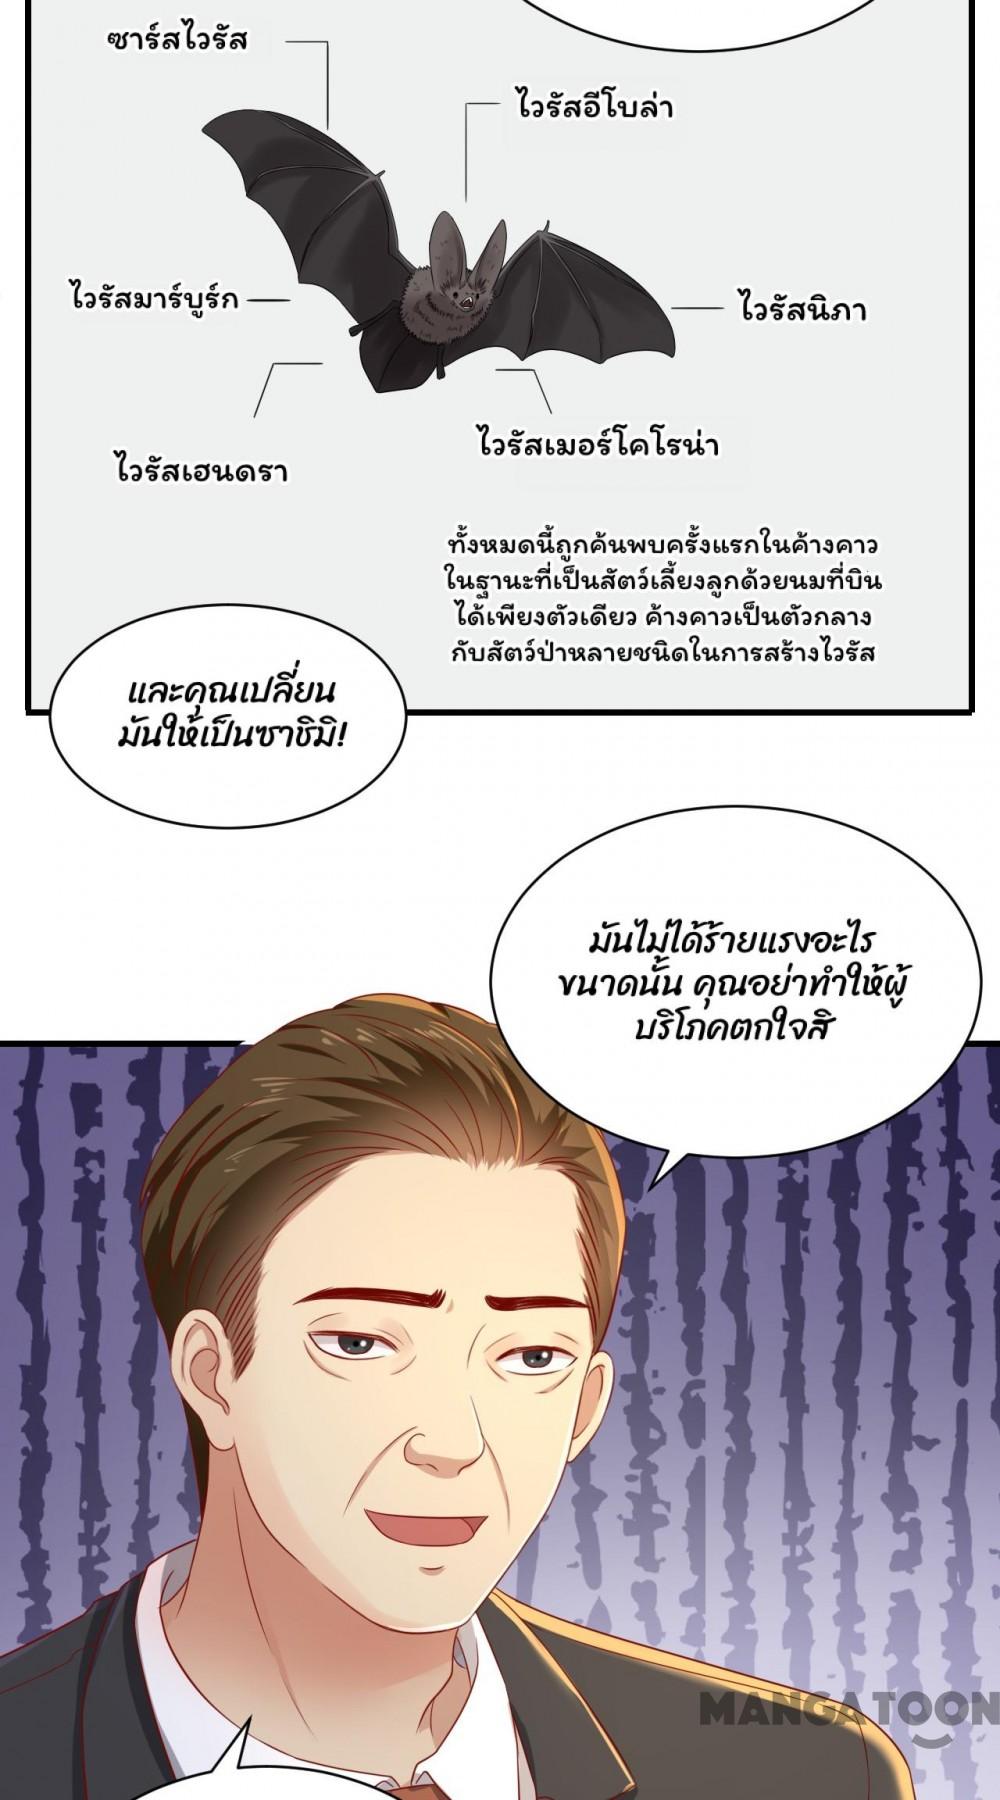 ซาร์สไวรัส
ไวรัสอีโบล่า
ไวรัสมาร์บูร์ก
ไวรัสนิภา
ไวรัสเมอร์โคโรน่า
ไวรัสเฮนดรา
ทั้งหมดนี้ถูกค้นพบครั้งแรกในค้างคาว
ในฐานะที่เป็นสัตว์เลี้ยงลูกด้วยนมที่บิน
ได้เพียงตัวเดียว ค้างคาวเป็นตัวกลาง
กับสัตว์ป่าหลายชนิดในการสร้างไวรัส
และคุณเปลี่ยน
มันให้เป็นซาชิมิ!
มันไม่ได้ร้ายแรงอะไร
ขนาดนั้น คุณอย่าทำให้ผู้
บริโภคตกใจสิ
MANGATOON